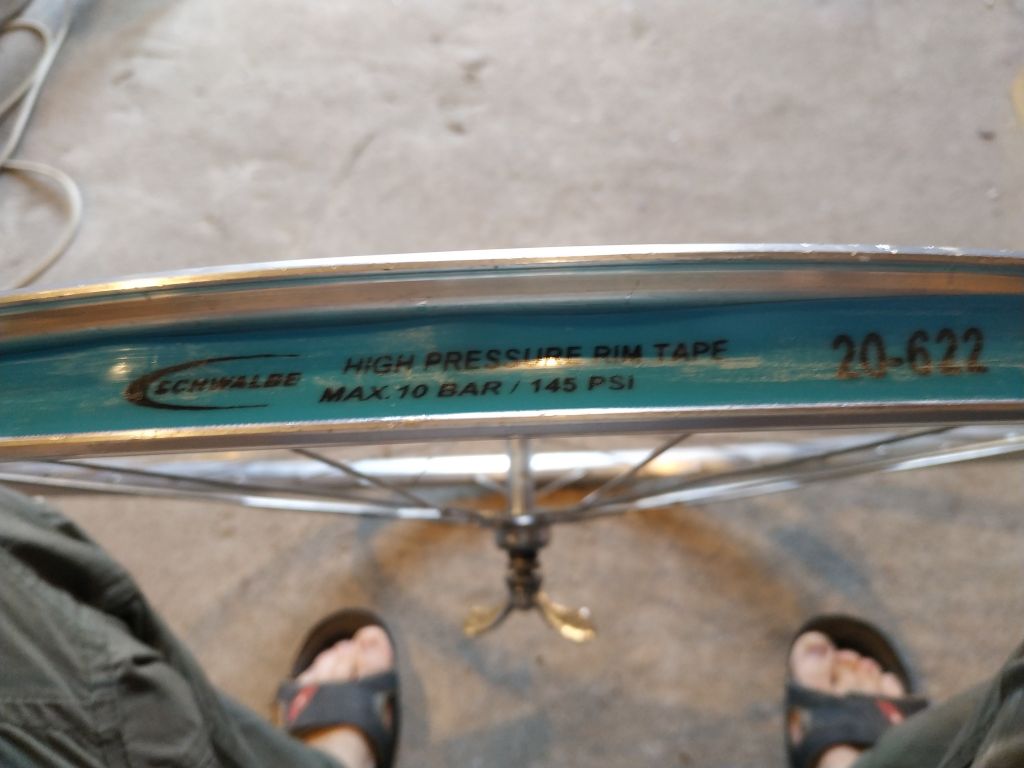 SCHWALBE
HIGH PRESSURE RIM TAPE
MAX.10 BAR / 145 PSI
20-622